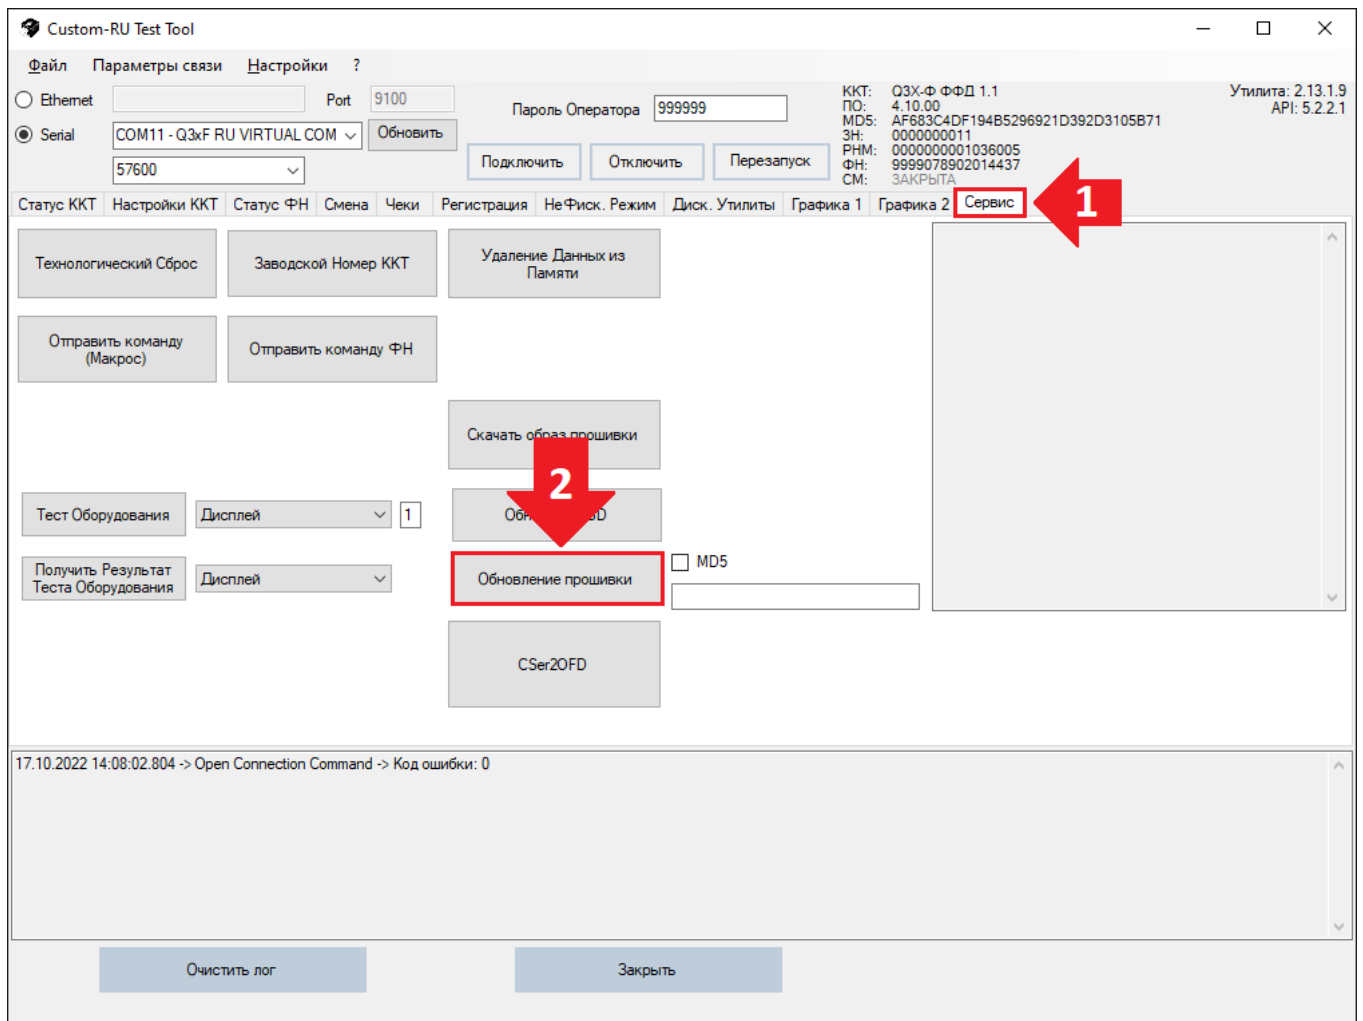 Custom-RU Test Tool
Файл Параметры связи Настройки ?
Ethernet Port 9100
Serial COM11 - Q3xF RU VIRTUAL COM Обновить
57600
Пароль Оператора 999999
Подключить Отключить Перезапуск
ККТ: Q3X-Ф ФФД 1.1
ПО: 4.10.00
MD5: AF683C4DF194B5296921D392D3105B71
ЗН: 0000000011
РНМ: 0000000001036005
ФН: 9999078902014437
СМ: ЗАКРЫТА
Утилита: 2.13.1.9
API: 5.2.2.1
Статус ККТ Настройки ККТ Статус ФН Смена Чеки Регистрация НеФиск. Режим Диск. Утилиты Графика 1 Графика 2 Сервис
1
Технологический Сброс
Заводской Номер ККТ
Удаление Данных из
Памяти
Отправить команду
(Макрос)
Отправить команду ФН
Скачать образ прошивки
2
Тест Оборудования Дисплей 1
Получить Результат
Теста Оборудования
Дисплей
Обновление прошивки
MD5
CSer2OFD
17.10.2022 14:08:02.804 -> Open Connection Command -> Код ошибки: 0
Очистить лог Закрыть